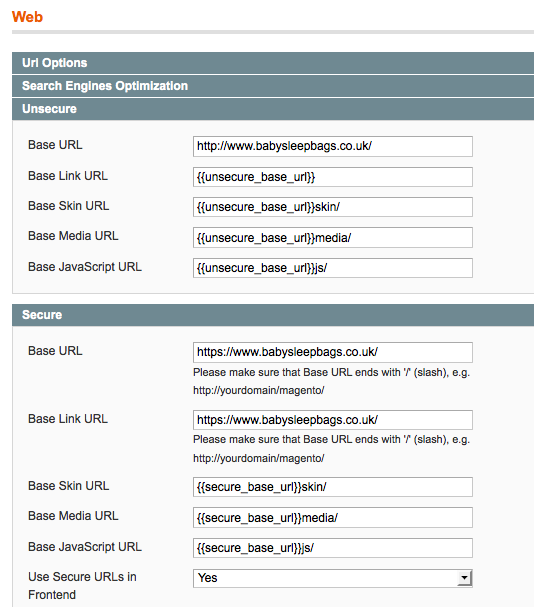 Web
Url Options
Search Engines Optimization
Unsecure
Base URL http://www.babysleepbags.co.uk/
Base Link URL {{unsecure_base_url}}
Base Skin URL {{unsecure_base_url}}skin/
Base Media URL {{unsecure_base_url}}media/
Base JavaScript URL {{unsecure_base_url}}js/
Secure
Base URL https://www.babysleepbags.co.uk/
Please make sure that Base URL ends with '/' (slash), e.g.
http://yourdomain/magento/
Base Link URL https://www.babysleepbags.co.uk/
Please make sure that Base URL ends with '/' (slash), e.g.
http://yourdomain/magento/
Base Skin URL {{secure_base_url}}skin/
Base Media URL {{secure_base_url}}media/
Base JavaScript URL {{secure_base_url}}js/
Use Secure URLs in Yes
Frontend